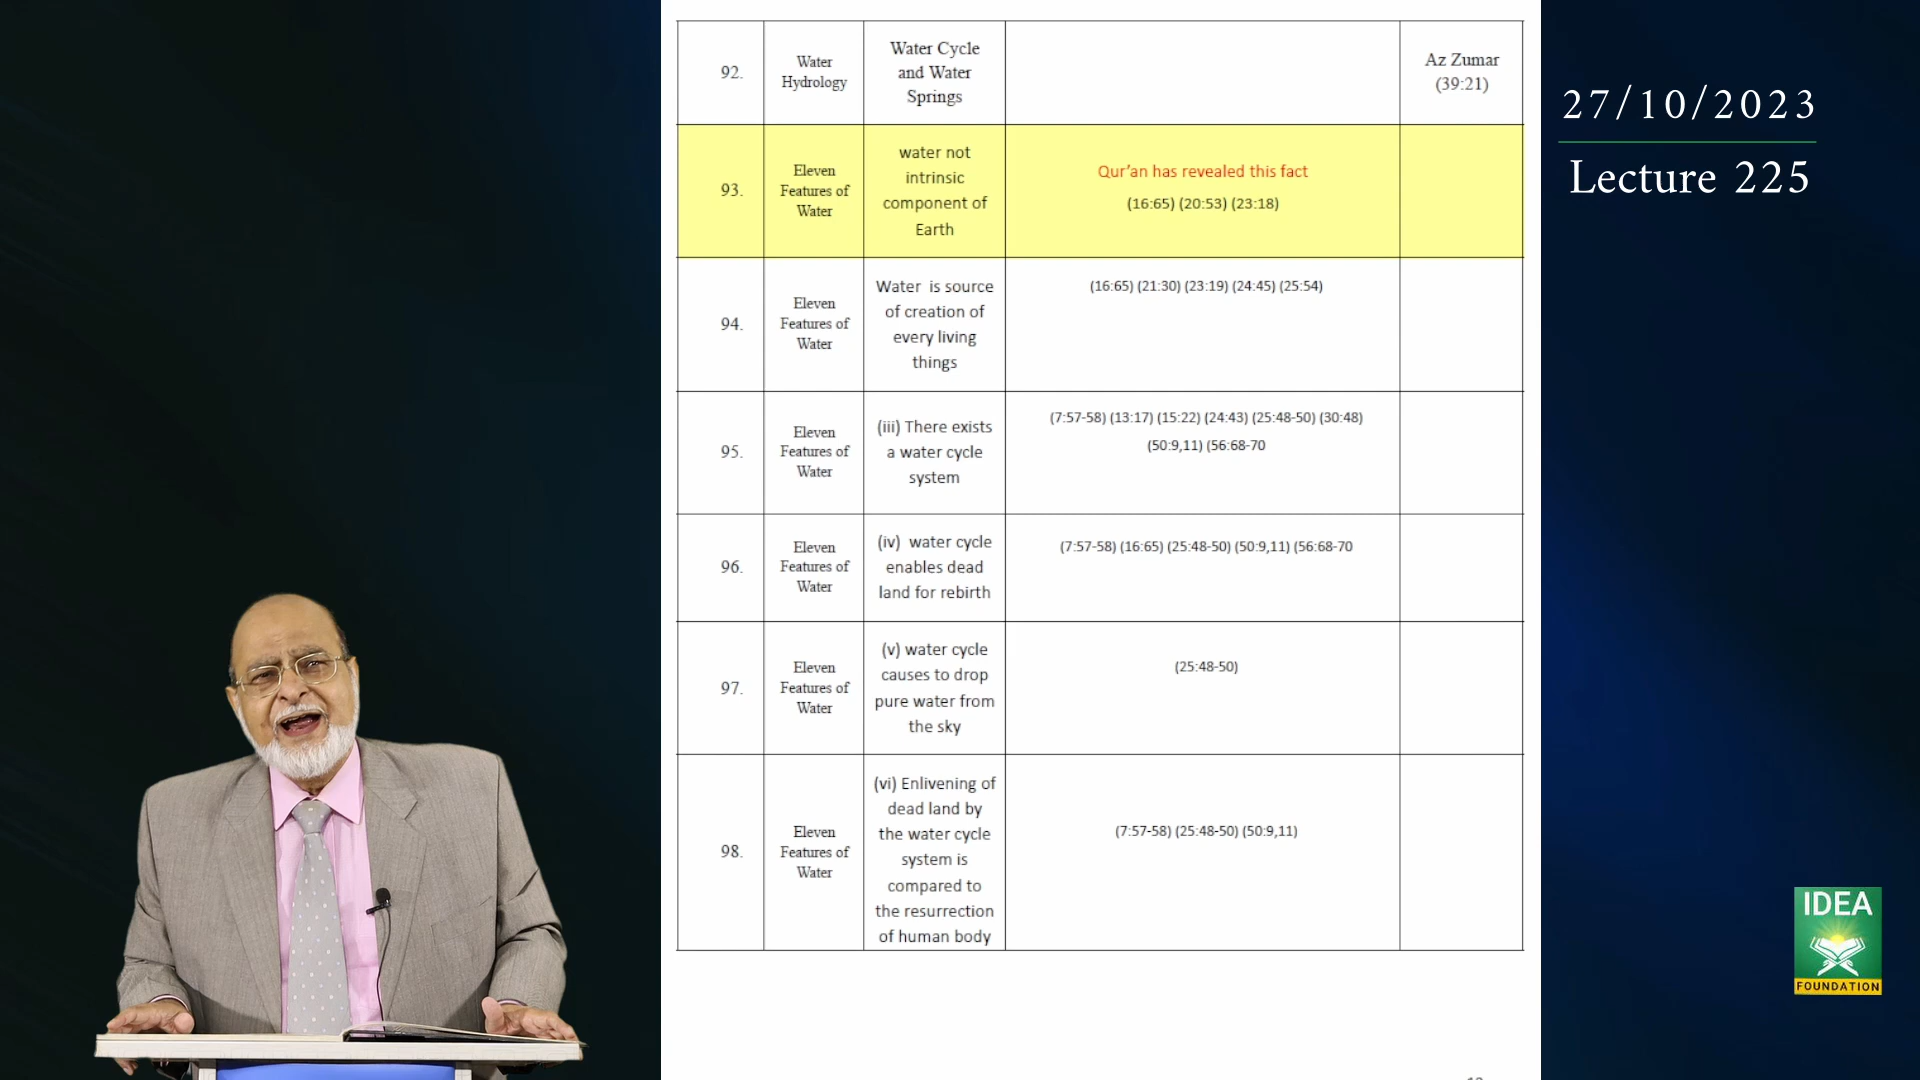 92.
Water
Hydrology
Water Cycle
and Water
Springs
Az Zumar
(39:21)
93.
Eleven
Features of
Water
water not
intrinsic
component of
Earth
Qur’an has revealed this fact
(16:65) (20:53) (23:18)
94.
Eleven
Features of
Water
Water is source
of creation of
every living
things
(16:65) (21:30) (23:19) (24:45) (25:54)
95.
Eleven
Features of
Water
(iii) There exists
a water cycle
system
(7:57-58) (13:17) (15:22) (24:43) (25:48-50) (30:48)
(50:9,11) (56:68-70
96.
Eleven
Features of
Water
(iv) water cycle
enables dead
land for rebirth
(7:57-58) (16:65) (25:48-50) (50:9,11) (56:68-70
97.
Eleven
Features of
Water
(v) water cycle
causes to drop
pure water from
the sky
(25:48-50)
98.
Eleven
Features of
Water
(vi) Enlivening of
dead land by
the water cycle
system is
compared to
the resurrection
of human body
(7:57-58) (25:48-50) (50:9,11)
27/10/2023
Lecture 225
IDEA
FOUNDATION